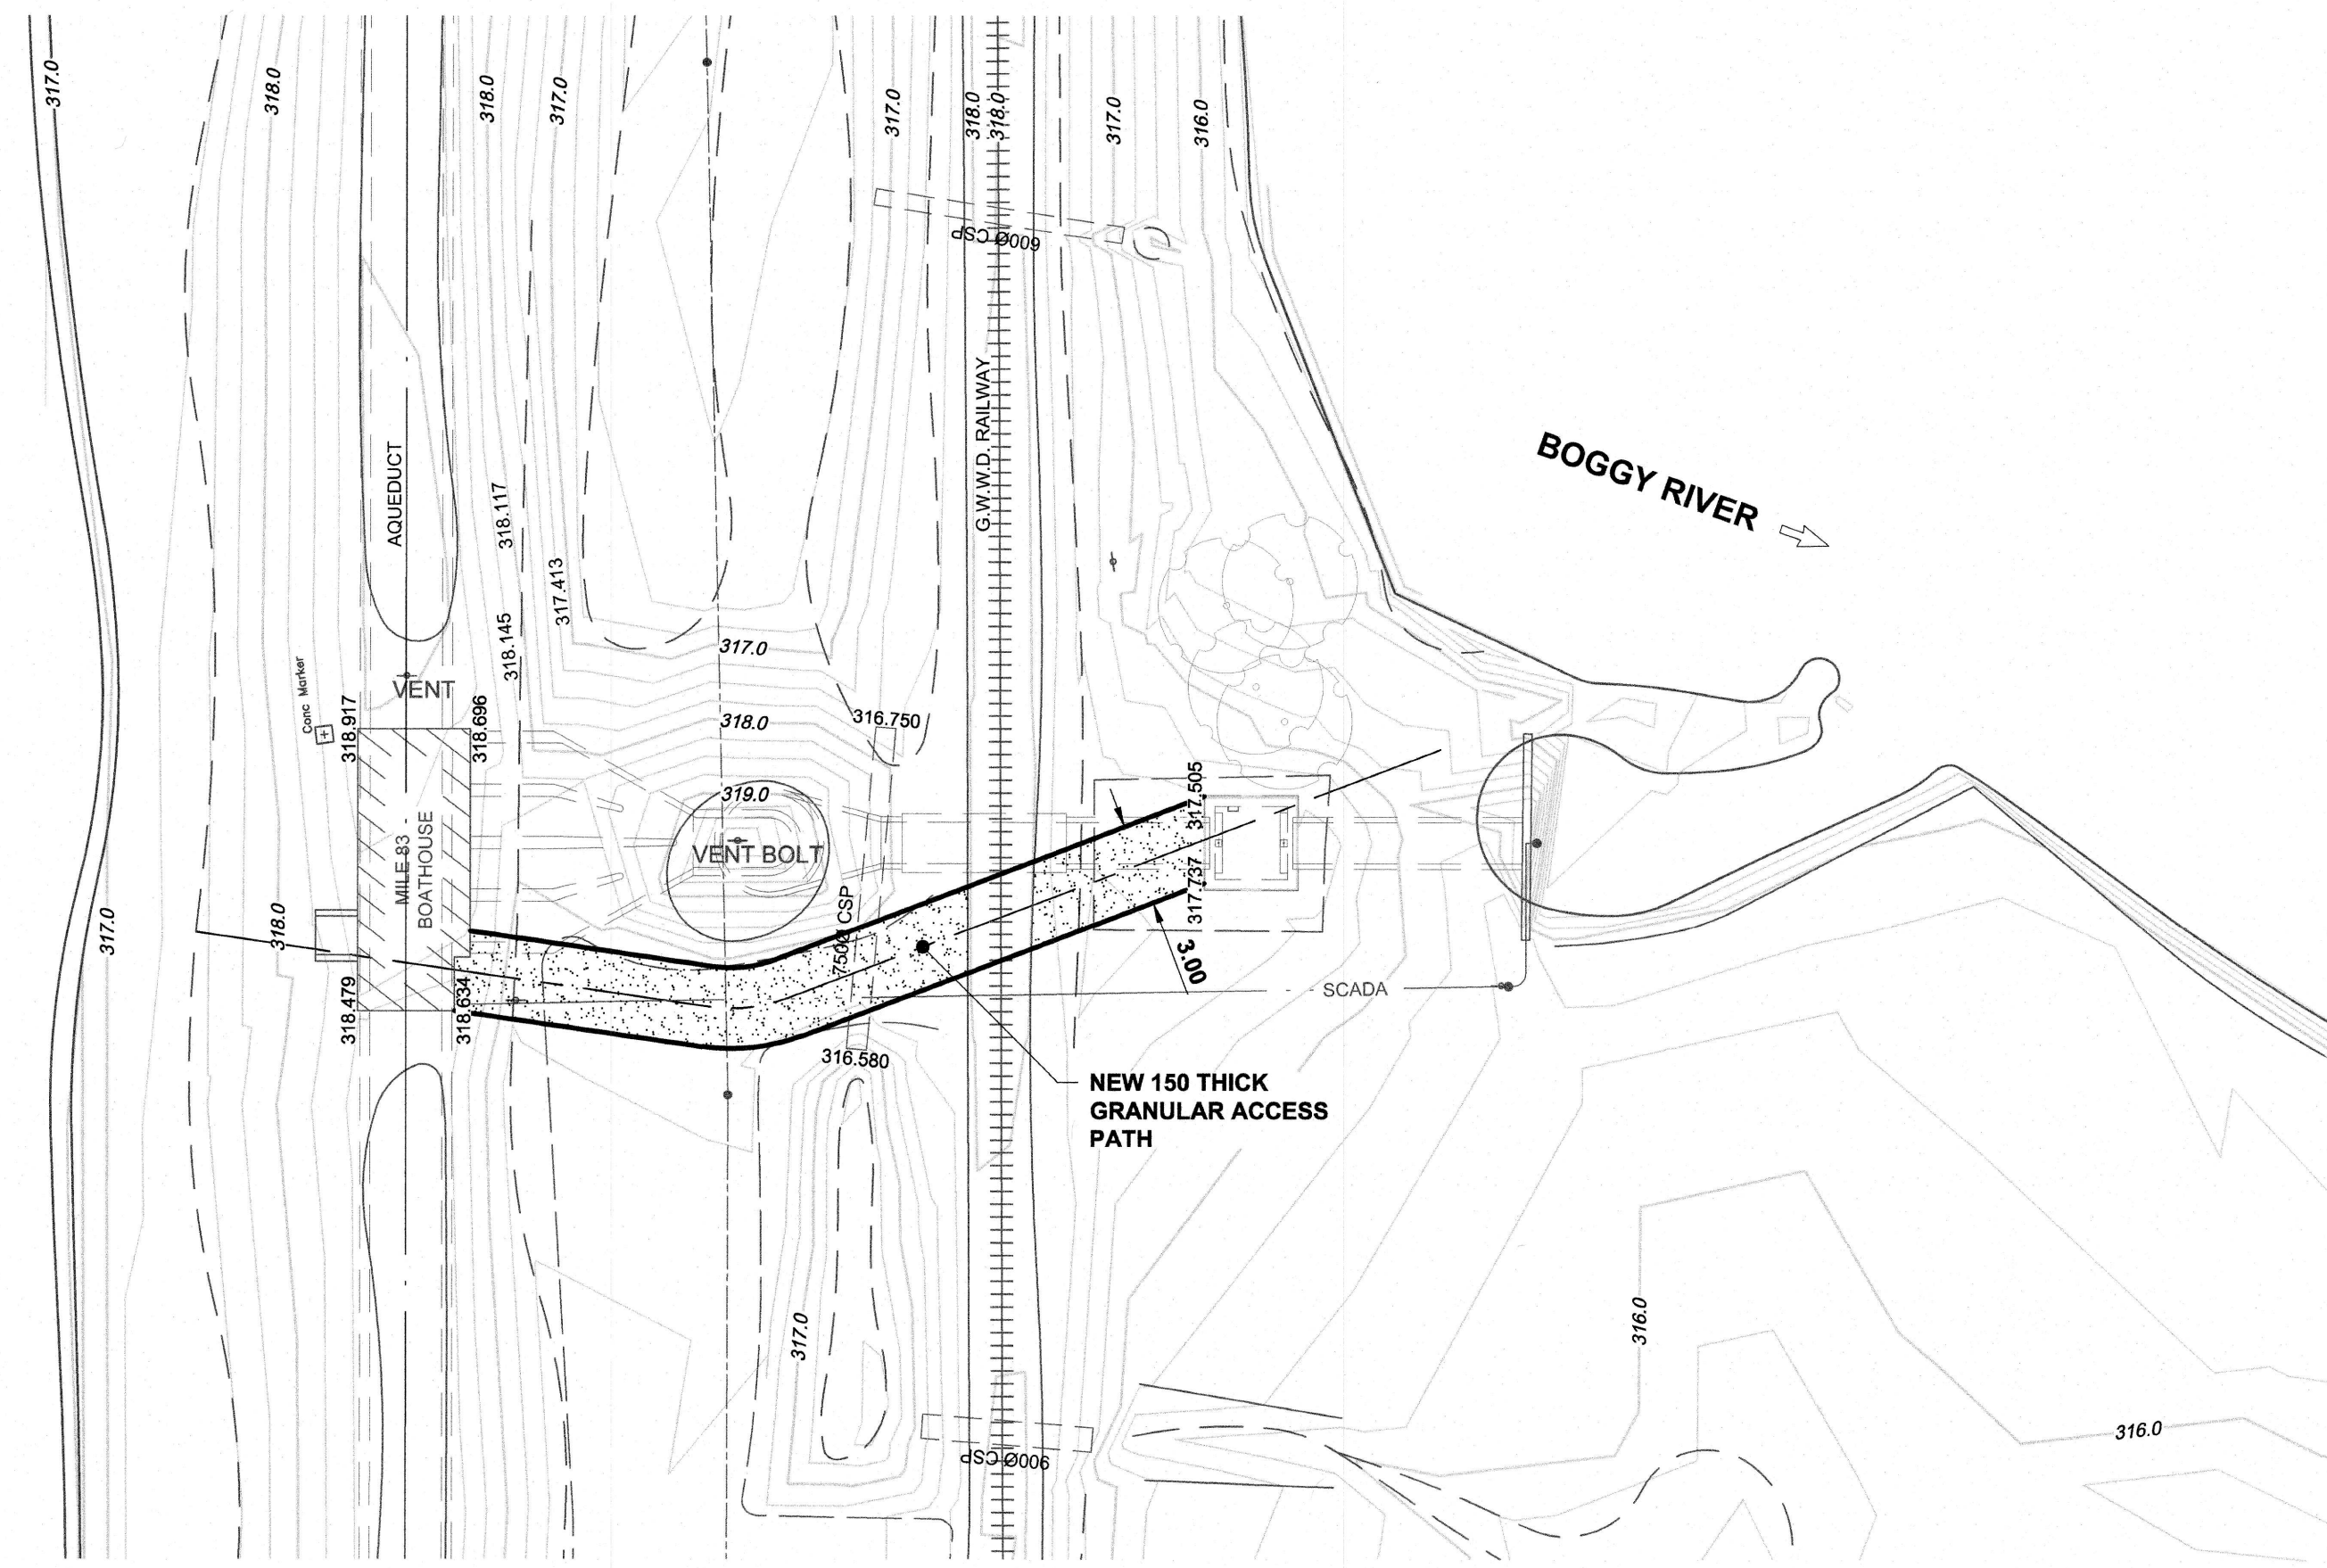 317.0
318.0
318.0
317.0
317.0
318.0
318.0
317.0
316.0
600Ø CSP
G.W.W.D. RAILWAY
AQUEDUCT
318.117
317.413
318.145
BOGGY RIVER
317.0
Conc Marker
VENT
318.917
318.696
318.0
316.750
319.0
VENT BOLT
317.505
MILE 83
BOATHOUSE
317.737
750Ø CSP
317.0
318.0
3.00
318.479
318.634
SCADA
316.580
NEW 150 THICK
GRANULAR ACCESS
PATH
317.0
316.0
316.0
900Ø CSP